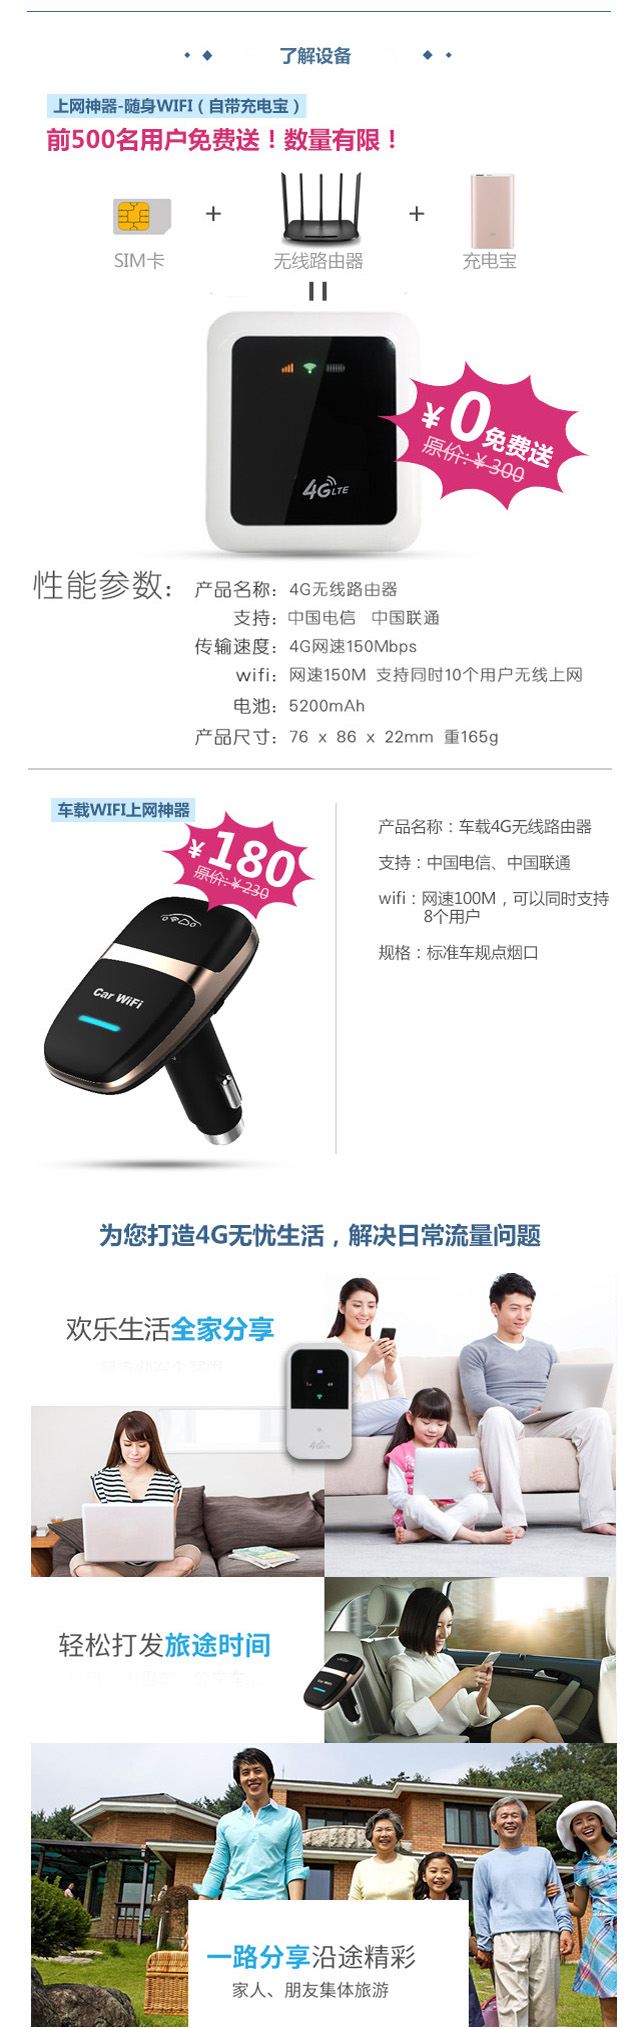 了解设备
上网神器-随身WIFI（自带充电宝）
前500名用户免费送！数量有限！
+
+
SIM卡
无线路由器
充电宝
¥0免费送
原价:¥300
4G LTE
性能参数:
产品名称: 4G无线路由器
支持: 中国电信 中国联通
传输速度: 4G网速150Mbps
wifi: 网速150M 支持同时10个用户无线上网
电池: 5200mAh
产品尺寸: 76 x 86 x 22mm 重165g
车载WIFI上网神器
¥180
原价:¥230
Car WiFi
产品名称：车载4G无线路由器
支持：中国电信、中国联通
wifi：网速100M，可以同时支持
8个用户
规格：标准车规点烟口
为您打造4G无忧生活，解决日常流量问题
欢乐生活全家分享
4G
轻松打发旅途时间
Car WiFi
一路分享沿途精彩
家人、朋友集体旅游